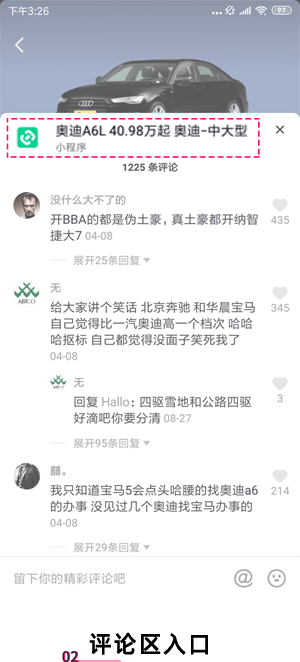 下午3:26
97
奥迪A6L 40.98万起 奥迪-中大型
小程序
1225 条评论
没什么大不了的
开BBA的都是伪土豪，真土豪都开纳智
捷大7 04-08
435
展开25条回复
无
给大家讲个笑话 北京奔驰 和华晨宝马
自己觉得比一汽奥迪高一个档次 哈哈
哈抠标 自己都觉得没面子笑死我了
04-08
345
无
回复 Hallo：四驱雪地和公路四驱
好滴吧你要分清 08-27
3
展开95条回复
囍。
我只知道宝马5会点头哈腰的找奥迪a6
的办事 没见过几个奥迪找宝马办事的
04-08
214
展开29条回复
留下你的精彩评论吧
02
评论区入口